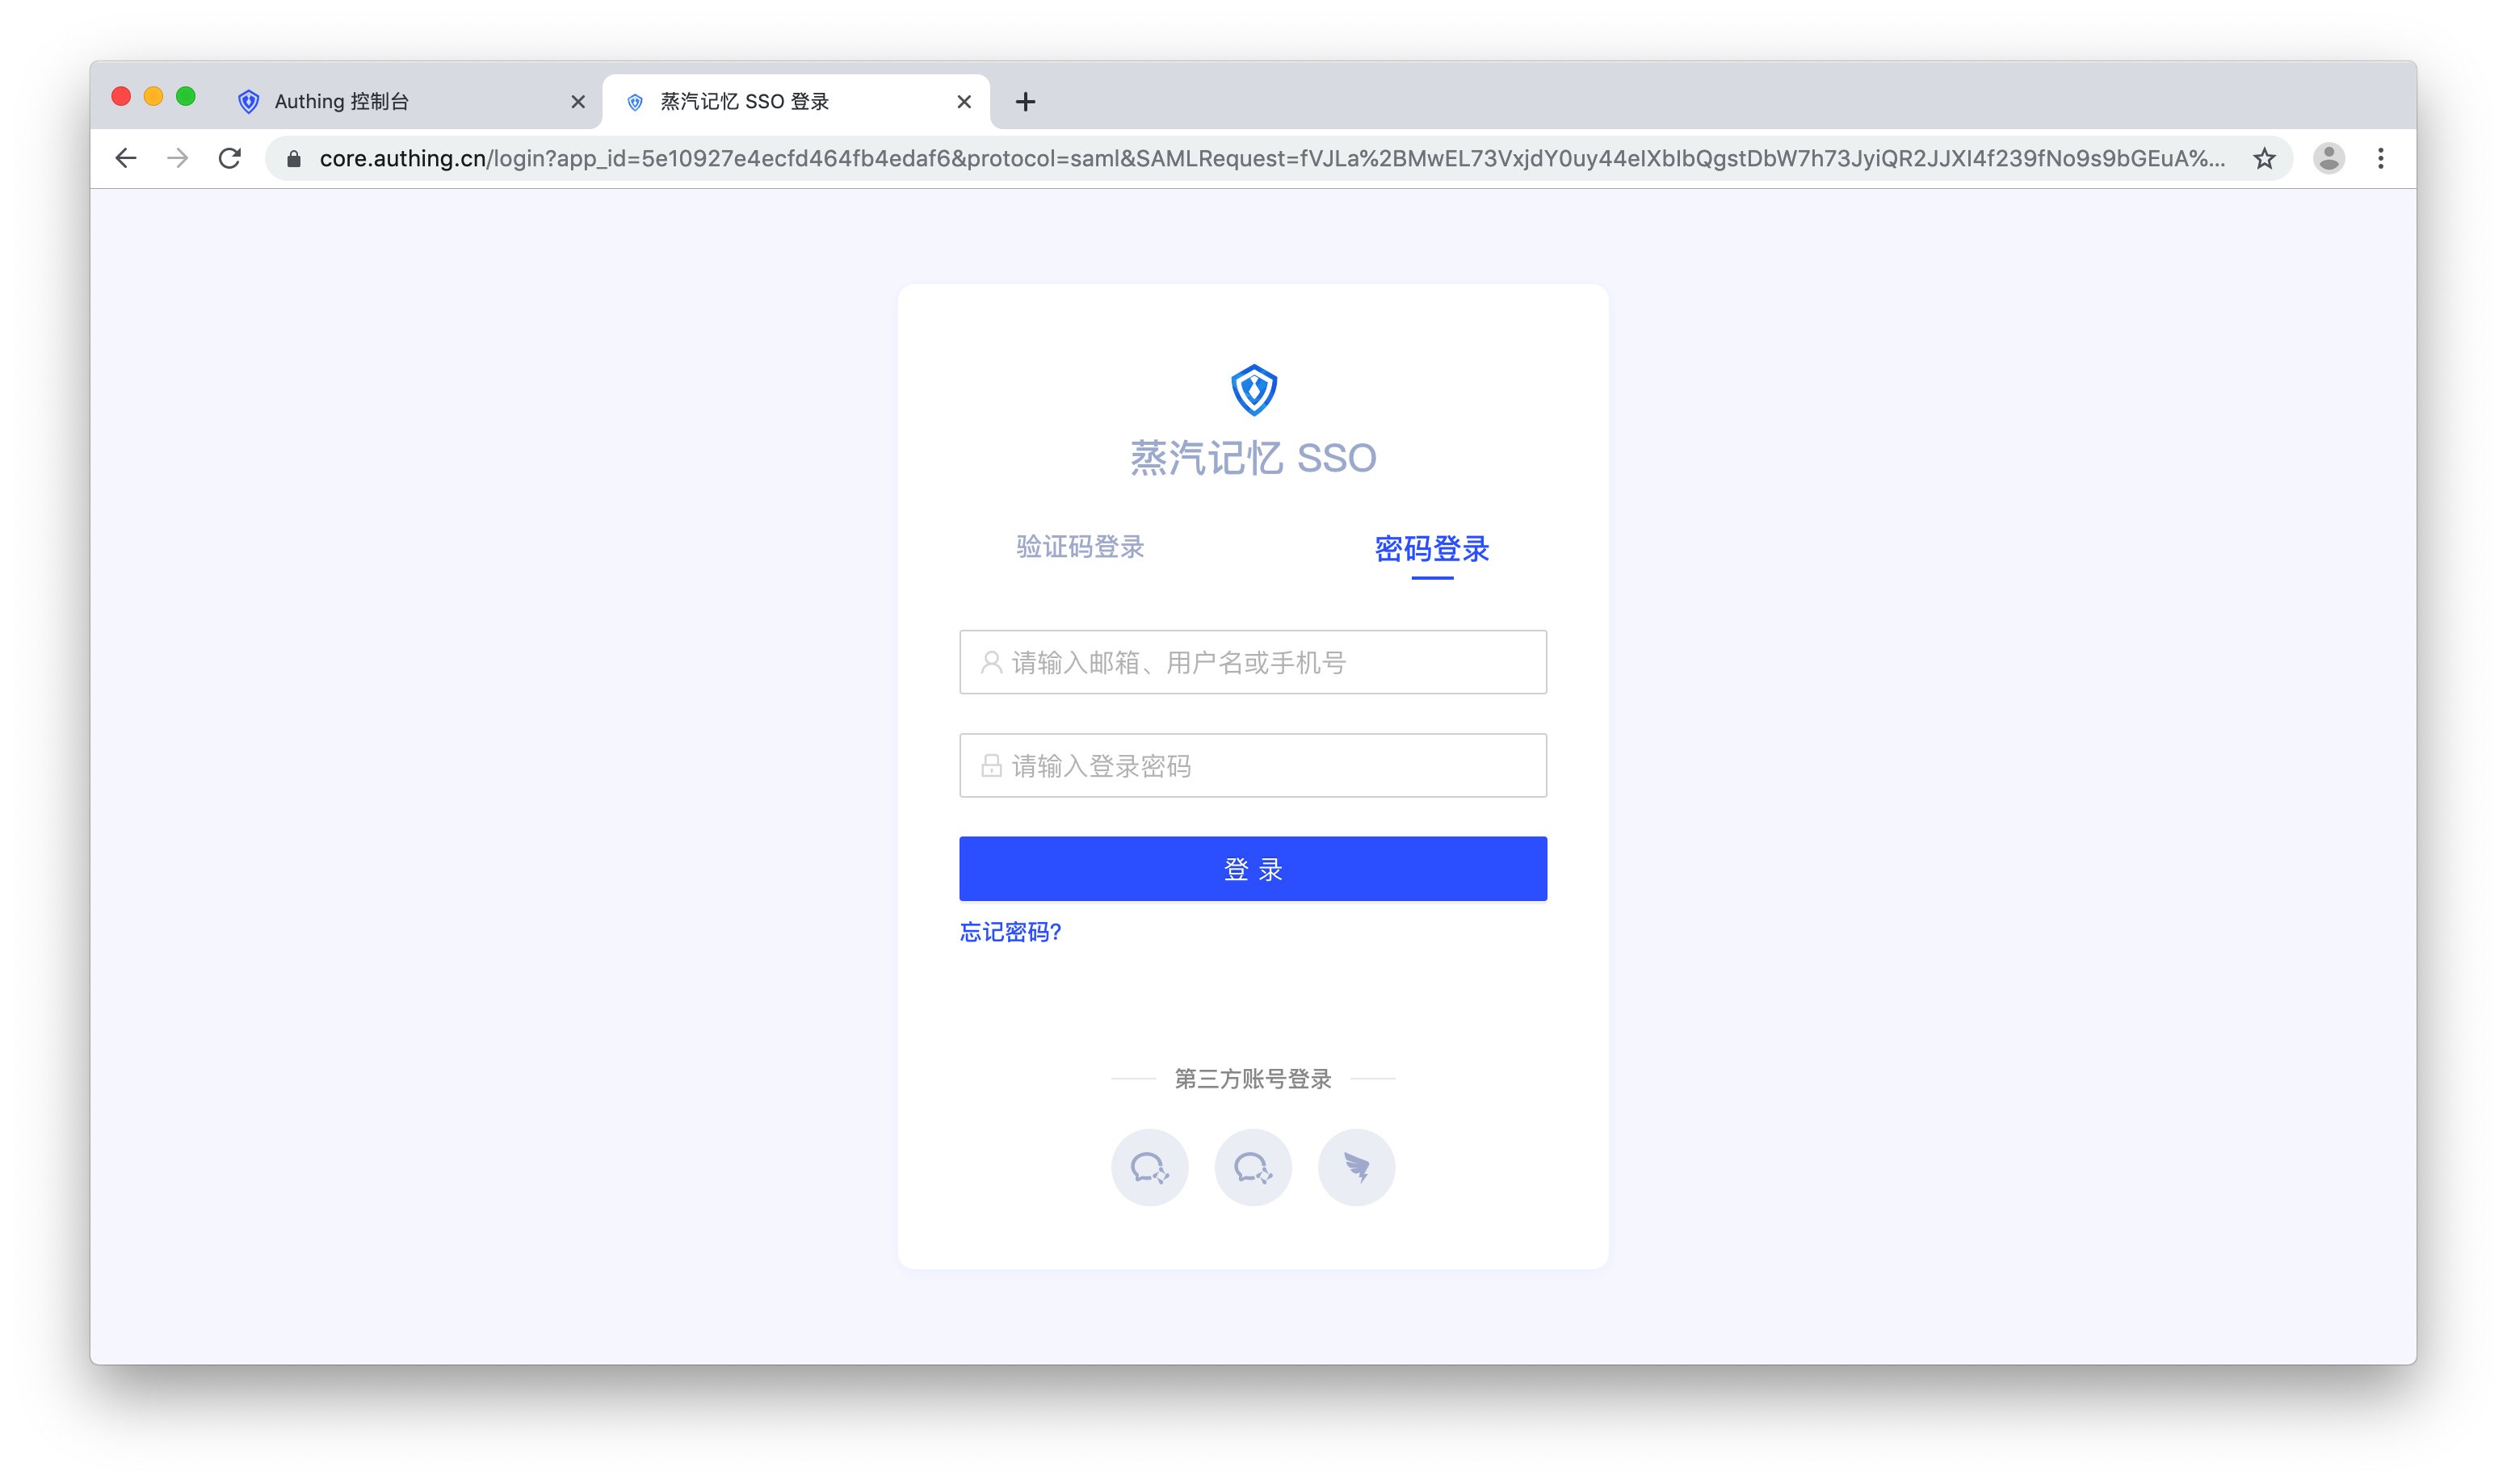 Authing 控制台
蒸汽记忆 SSO 登录
core.authing.cn/login?app_id=5e10927e4ecfd464fb4edaf6&protocol=saml&SAMLRequest=fVJLa%2BMwEL73VxjdY0uy44eIXbIbQgstDbW7h73JyiQR2JJXI4f239fNo9s9bGEuA%...
蒸汽记忆 SSO
验证码登录
密码登录
请输入邮箱、用户名或手机号
请输入登录密码
登 录
忘记密码?
第三方账号登录